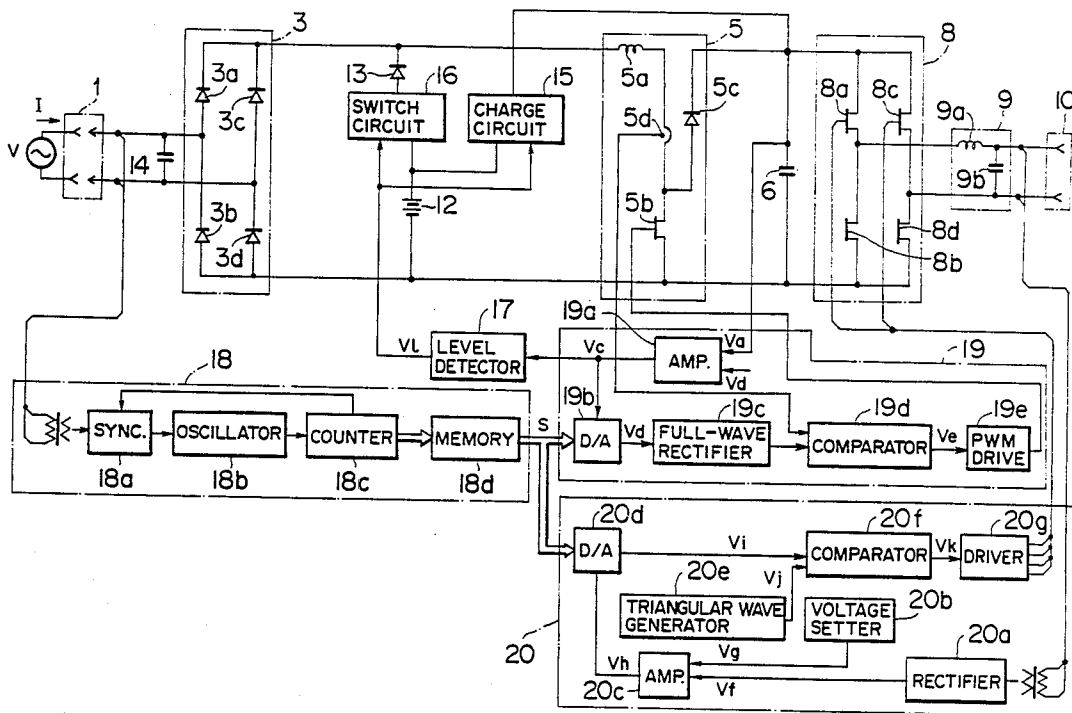 3
5
8
1
I
V
3a
3c
14
3b
3d
13
16
15
SWITCH
CIRCUIT
CHARGE
CIRCUIT
12
5a
5d
5c
5b
6
8a
8c
8b
8d
9a
9
9b
10
17
LEVEL
DETECTOR
Vl
Vc
19a
AMP.
Va
Vd
19
18
SYNC.
18a
OSCILLATOR
18b
COUNTER
18c
MEMORY
18d
S
19b
D/A
Vd
19c
FULL-WAVE
RECTIFIER
19d
COMPARATOR
Ve
19e
PWM
DRIVE
20d
D/A
Vi
20e
Vj
TRIANGULAR WAVE
GENERATOR
20f
COMPARATOR
Vk
20g
DRIVER
VOLTAGE
SETTER
20b
20
Vh
AMP.
20c
Vg
Vf
20a
RECTIFIER